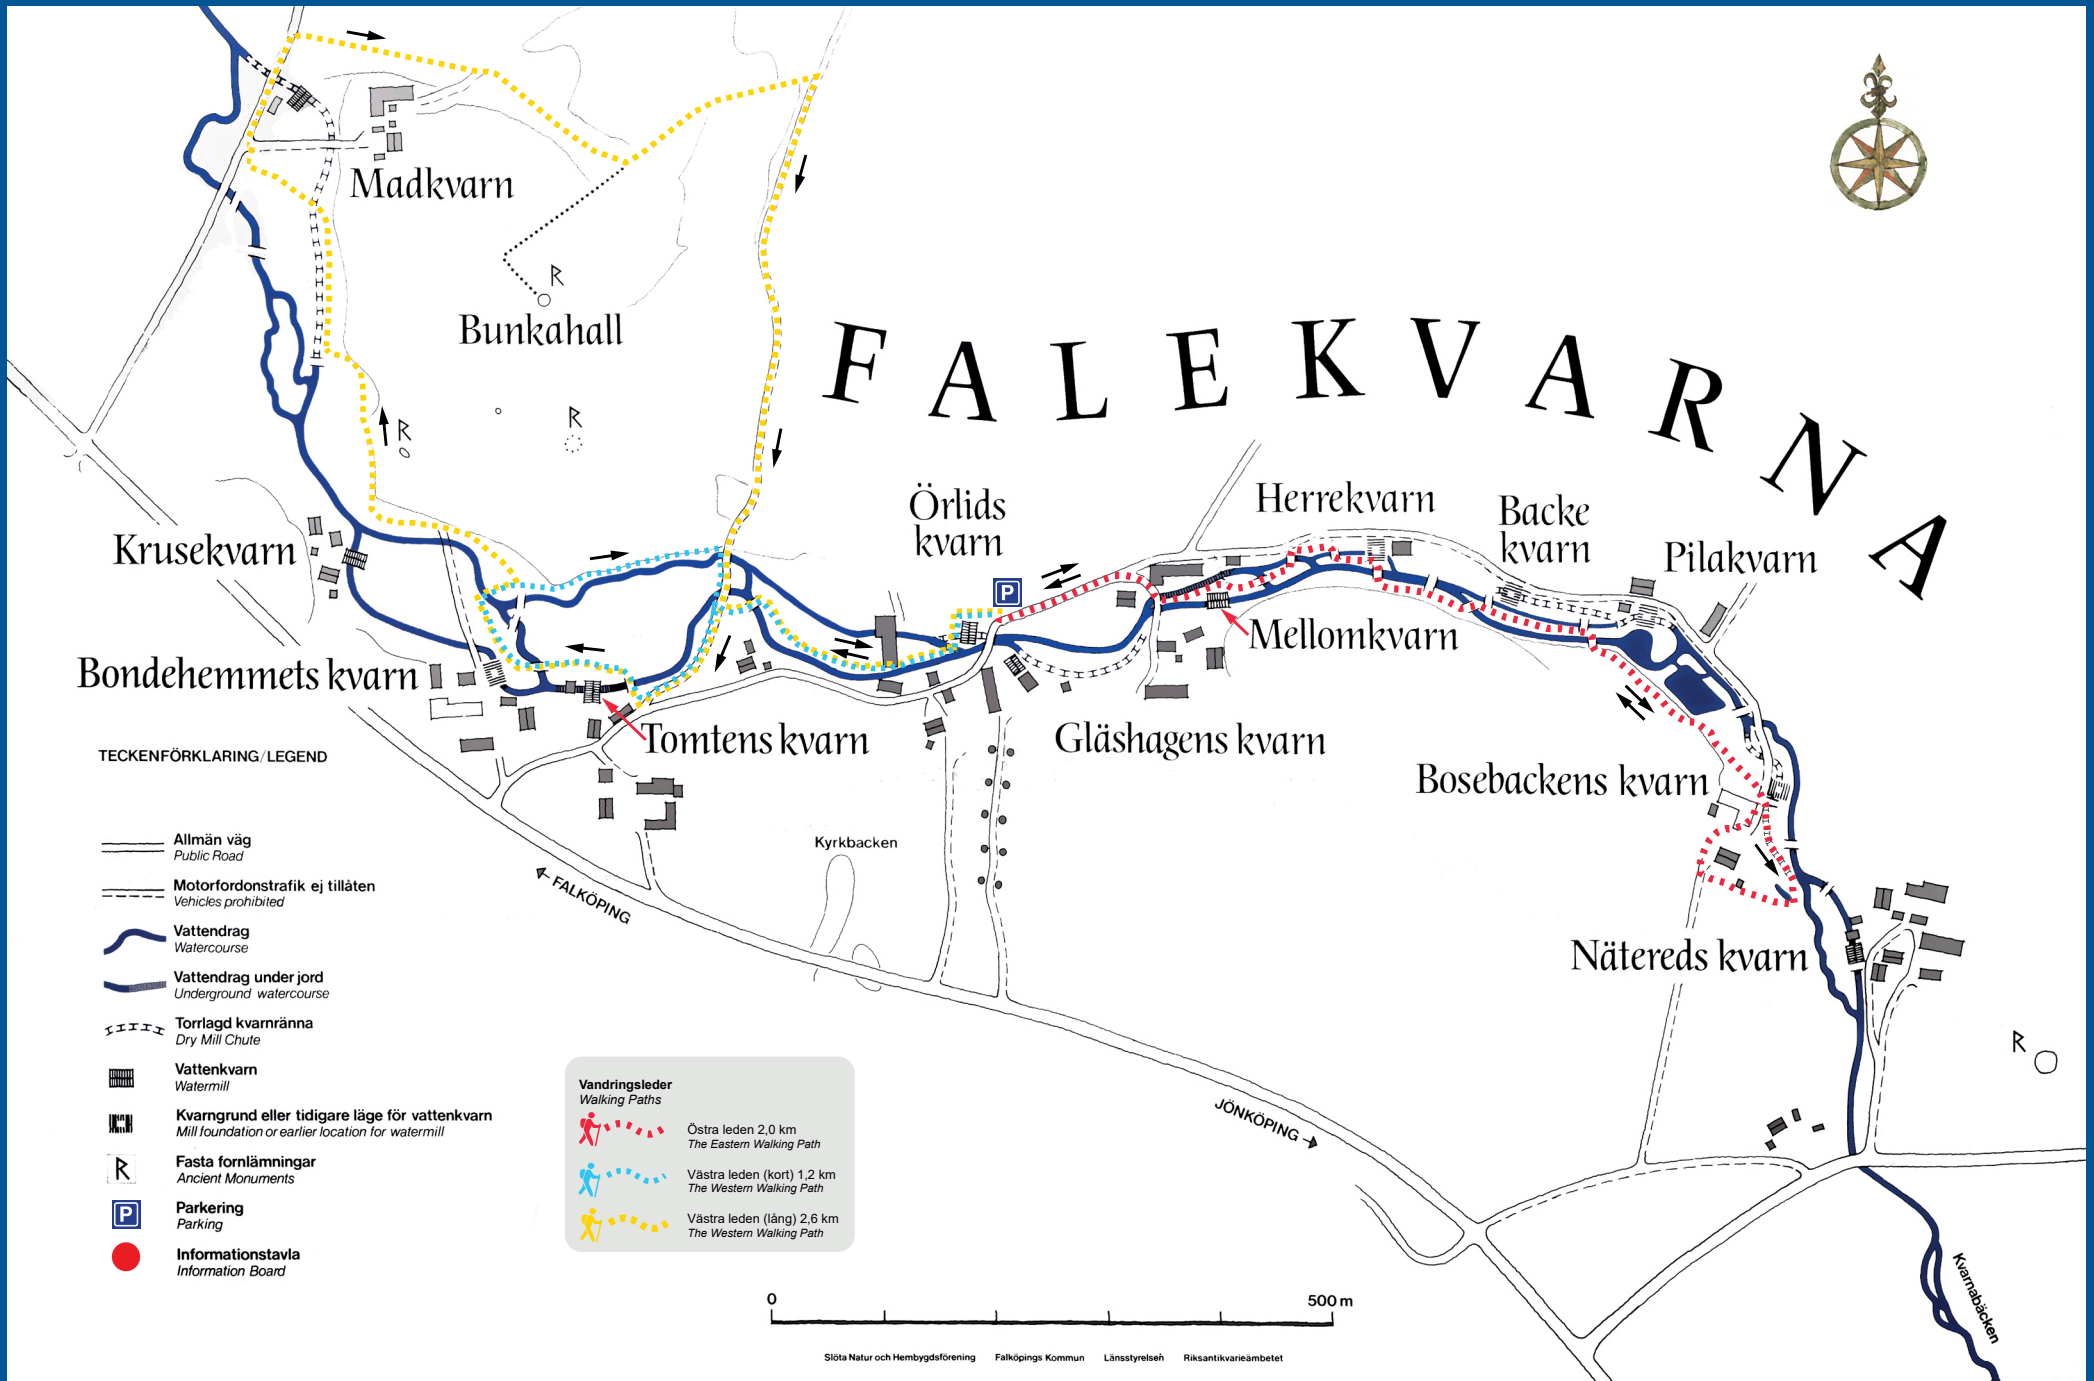 Madkvarn
R
Bunkahall
R
R
FALEKVARNA
Krusekvarn
Örlids
kvarn
P
Herrekvarn
Backe
kvarn
Pilakvarn
Mellomkvarn
Bondehemmets kvarn
Tomtens kvarn
Gläshagens kvarn
Bosebackens kvarn
Nätereds kvarn
Kyrkbacken
FALKÖPING
JÖNKÖPING
R
Kvarnabäcken
TECKENFÖRKLARING/LEGEND
Allmän väg
Public Road
Motorfordonstrafik ej tillåten
Vehicles prohibited
Vattendrag
Watercourse
Vattendrag under jord
Underground watercourse
Torrlagd kvarnränna
Dry Mill Chute
Vattenkvarn
Watermill
Kvarngrund eller tidigare läge för vattenkvarn
Mill foundation or earlier location for watermill
R
Fasta fornlämningar
Ancient Monuments
P
Parkering
Parking
Informationstavla
Information Board
Vandringsleder
Walking Paths
Östra leden 2,0 km
The Eastern Walking Path
Västra leden (kort) 1,2 km
The Western Walking Path
Västra leden (lång) 2,6 km
The Western Walking Path
0 500 m
Slöta Natur och Hembygdsförening Falköpings Kommun Länsstyrelsen Riksantikvarieämbetet